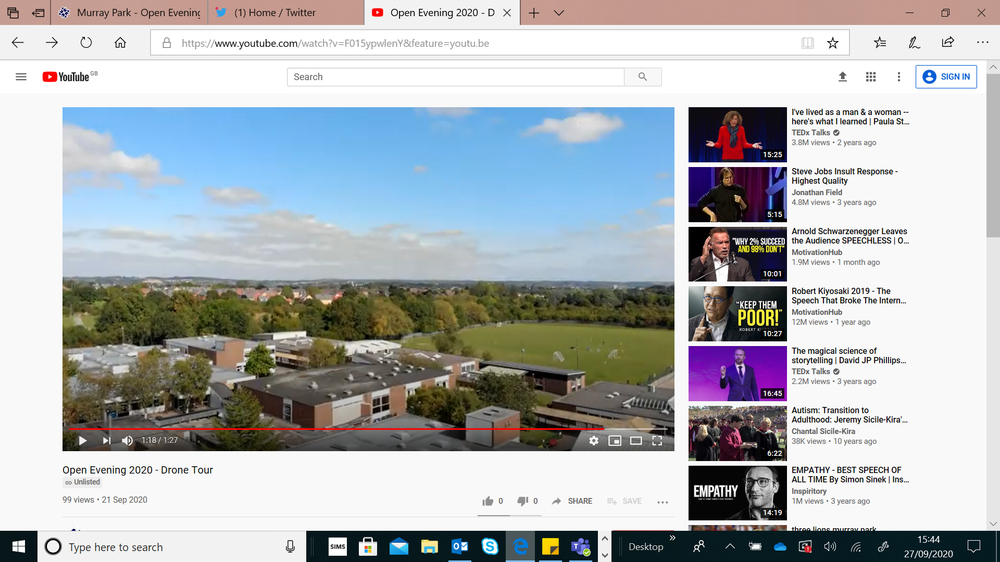 Murray Park - Open Evening
(1) Home / Twitter
Open Evening 2020 - D
https://www.youtube.com/watch?v=F015ypwlenY&feature=youtu.be
YouTube GB
Search
SIGN IN
I've lived as a man & a woman --
here's what I learned | Paula St...
TEDx Talks
3.8M views • 2 years ago
15:25
Steve Jobs Insult Response -
Highest Quality
Jonathan Field
4.8M views • 3 years ago
5:15
"WHY 2% SUCCEED
AND 98% DON'T"
10:01
Arnold Schwarzenegger Leaves
the Audience SPEECHLESS | O...
MotivationHub
1.9M views • 1 month ago
"KEEP THEM
POOR!"
ROBERT KIYOSAKI
10:27
Robert Kiyosaki 2019 - The
Speech That Broke The Intern...
MotivationHub
12M views • 1 year ago
The magical science of
storytelling | David JP Phillips...
TEDx Talks
2.2M views • 3 years ago
16:45
Autism: Transition to
Adulthood: Jeremy Sicile-Kira'...
Chantal Sicile-Kira
38K views • 10 years ago
6:22
EMPATHY
14:19
EMPATHY - BEST SPEECH OF
ALL TIME By Simon Sinek | Ins...
Inspiritory
1M views • 3 years ago
three lions murray park
1:18 / 1:27
Open Evening 2020 - Drone Tour
Unlisted
99 views • 21 Sep 2020
0
0
SHARE
SAVE
Type here to search
SIMS
Desktop
15:44
27/09/2020